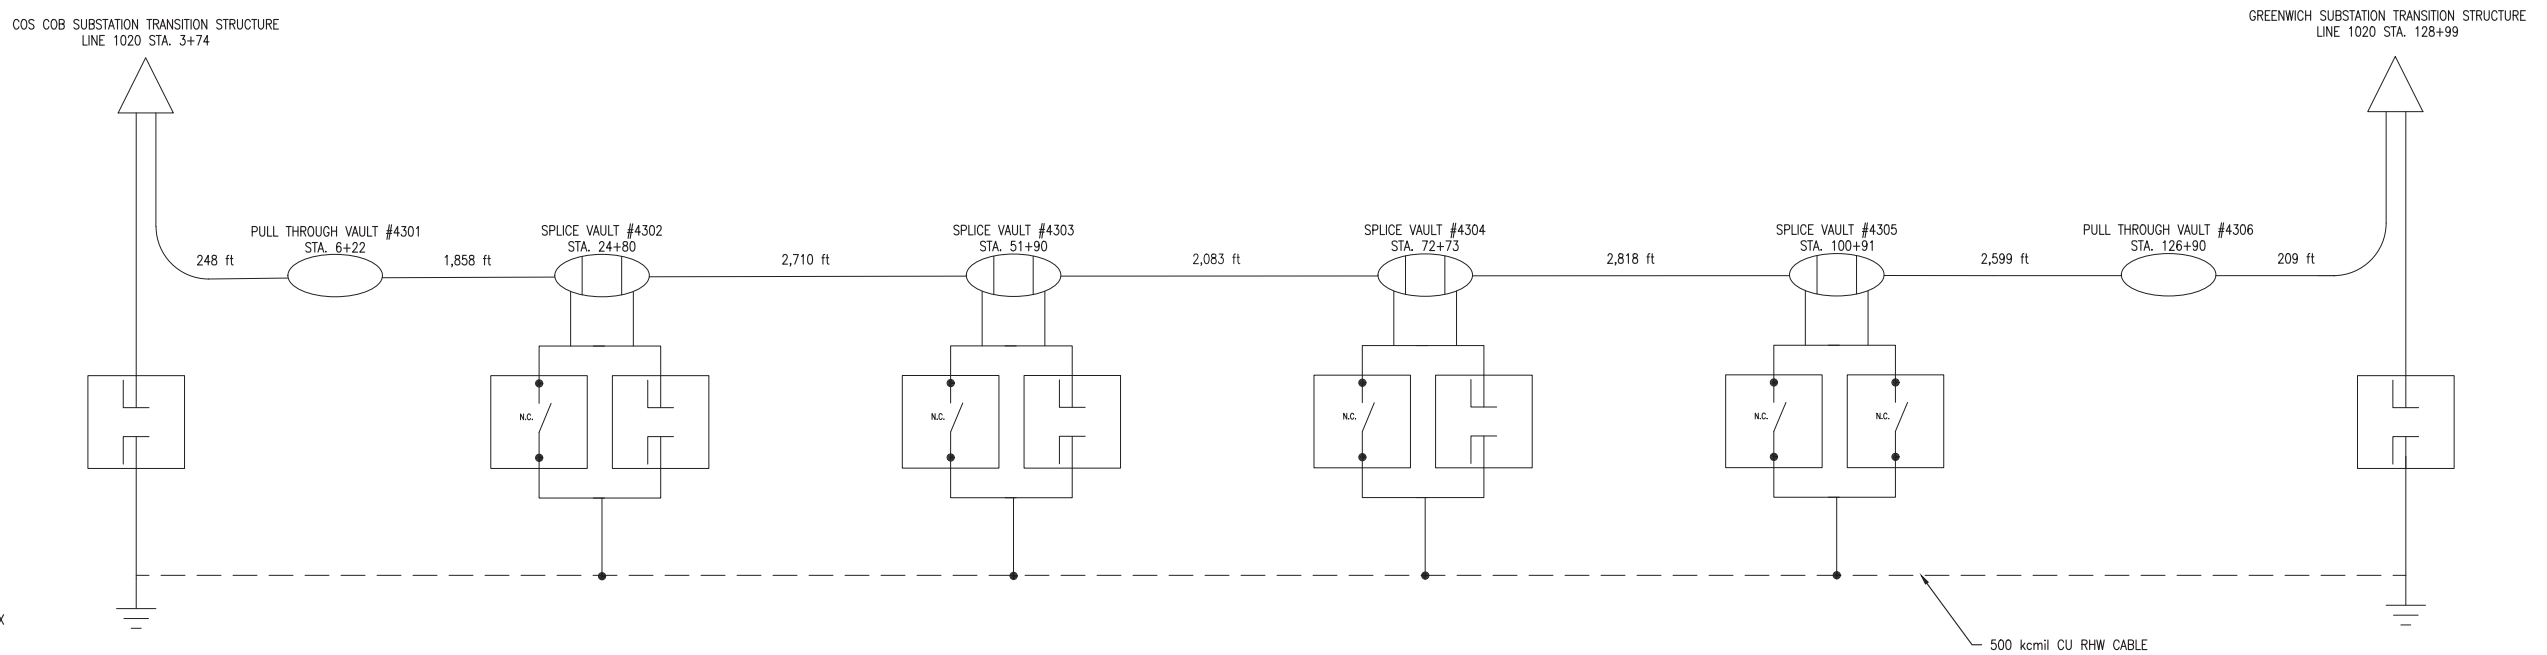 COS COB SUBSTATION TRANSITION STRUCTURE
LINE 1020 STA. 3+74
GREENWICH SUBSTATION TRANSITION STRUCTURE
LINE 1020 STA. 128+99
PULL THROUGH VAULT #4301
STA. 6+22
SPLICE VAULT #4302
STA. 24+80
SPLICE VAULT #4303
STA. 51+90
SPLICE VAULT #4304
STA. 72+73
SPLICE VAULT #4305
STA. 100+91
PULL THROUGH VAULT #4306
STA. 126+90
248 ft
1,858 ft
2,710 ft
2,083 ft
2,818 ft
2,599 ft
209 ft
N.C.
N.C.
N.C.
N.C.
N.C.
X
500 kcmil CU RHW CABLE